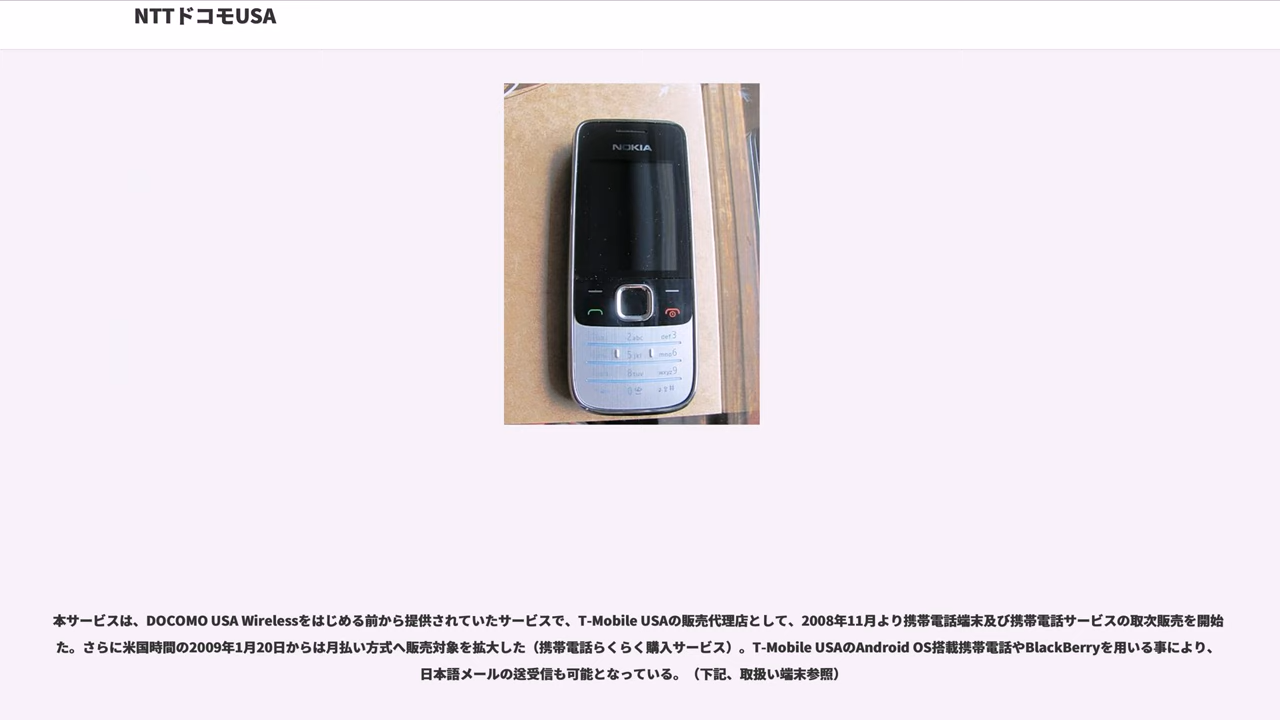 NTTドコモUSA
NOKIA
2abc def3
5jkl mno6
8tuv wxyz9
本サービスは、DOCOMO USA Wirelessをはじめる前から提供されていたサービスで、T-Mobile USAの販売代理店として、2008年11月より携帯電話端末及び携帯電話サービスの取次販売を開始
た。さらに米国時間の2009年1月20日からは月払い方式へ販売対象を拡大した（携帯電話らくらく購入サービス）。T-Mobile USAのAndroid OS搭載携帯電話やBlackBerryを用いる事により、
日本語メールの送受信も可能となっている。（下記、取扱い端末参照）